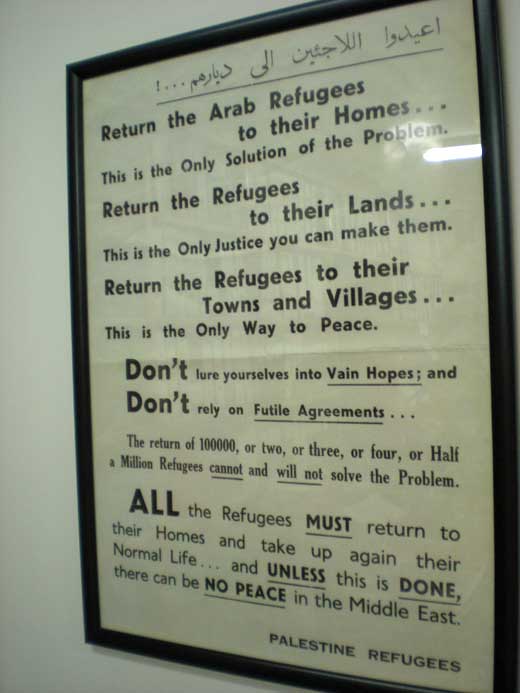 اعيدوا اللاجئين الى ديارهم...!
Return the Arab Refugees
to their Homes...
This is the Only Solution of the Problem.
Return the Refugees
to their Lands...
This is the Only Justice you can make them.
Return the Refugees to their
Towns and Villages...
This is the Only Way to Peace.
Don't lure yourselves into Vain Hopes; and
Don't rely on Futile Agreements...
The return of 100000, or two, or three, or four, or Half
a Million Refugees cannot and will not solve the Problem.
ALL the Refugees MUST return to
their Homes and take up again their
Normal Life... and UNLESS this is DONE,
there can be NO PEACE in the Middle East.
PALESTINE REFUGEES